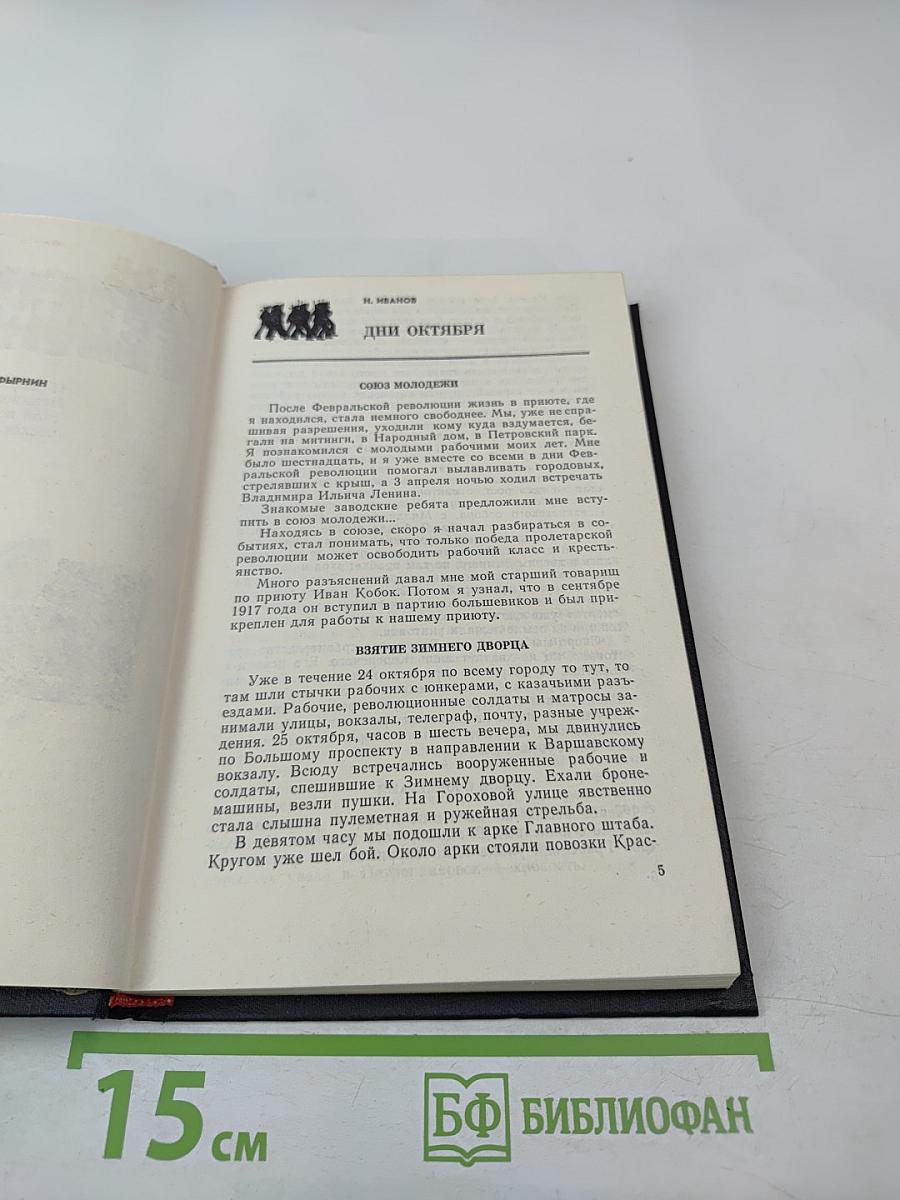 ФЫРНИН
Н. ИВАНОВ
ДНИ ОКТЯБРЯ
СОЮЗ МОЛОДЕЖИ
После Февральской революции жизнь в приюте, где
я находился, стала немного свободнее. Мы, уже не спра-
шивая разрешения, уходили кому куда вздумается, бе-
гали на митинги, в Народный дом, в Петровский парк.
Я познакомился с молодыми рабочими моих лет. Мне
было шестнадцать, и я уже вместе со всеми в дни Фев-
ральской революции помогал вылавливать городовых,
стрелявших с крыш, а 3 апреля ночью ходил встречать
Владимира Ильича Ленина.
Знакомые заводские ребята предложили мне всту-
пить в союз молодежи...
Находясь в союзе, скоро я начал разбираться в со-
бытиях, стал понимать, что только победа пролетарской
революции может освободить рабочий класс и кресть-
янство.
Много разъяснений давал мне мой старший товарищ
по приюту Иван Кобок. Потом я узнал, что в сентябре
1917 года он вступил в партию большевиков и был при-
креплен для работы к нашему приюту.
ВЗЯТИЕ ЗИМНЕГО ДВОРЦА
Уже в течение 24 октября по всему городу то тут, то
там шли стычки рабочих с юнкерами, с казачьими разъ-
ездами. Рабочие, революционные солдаты и матросы за-
нимали улицы, вокзалы, телеграф, почту, разные учреж-
дения. 25 октября, часов в шесть вечера, мы двинулись
по Большому проспекту в направлении к Варшавскому
вокзалу. Всюду встречались вооруженные рабочие и
солдаты, спешившие к Зимнему дворцу. Ехали броне-
машины, везли пушки. На Гороховой улице явственно
стала слышна пулеметная и ружейная стрельба.
В девятом часу мы подошли к арке Главного штаба.
Кругом уже шел бой. Около арки стояли повозки Крас-
5
15 см
БФ БИБЛИОФАН